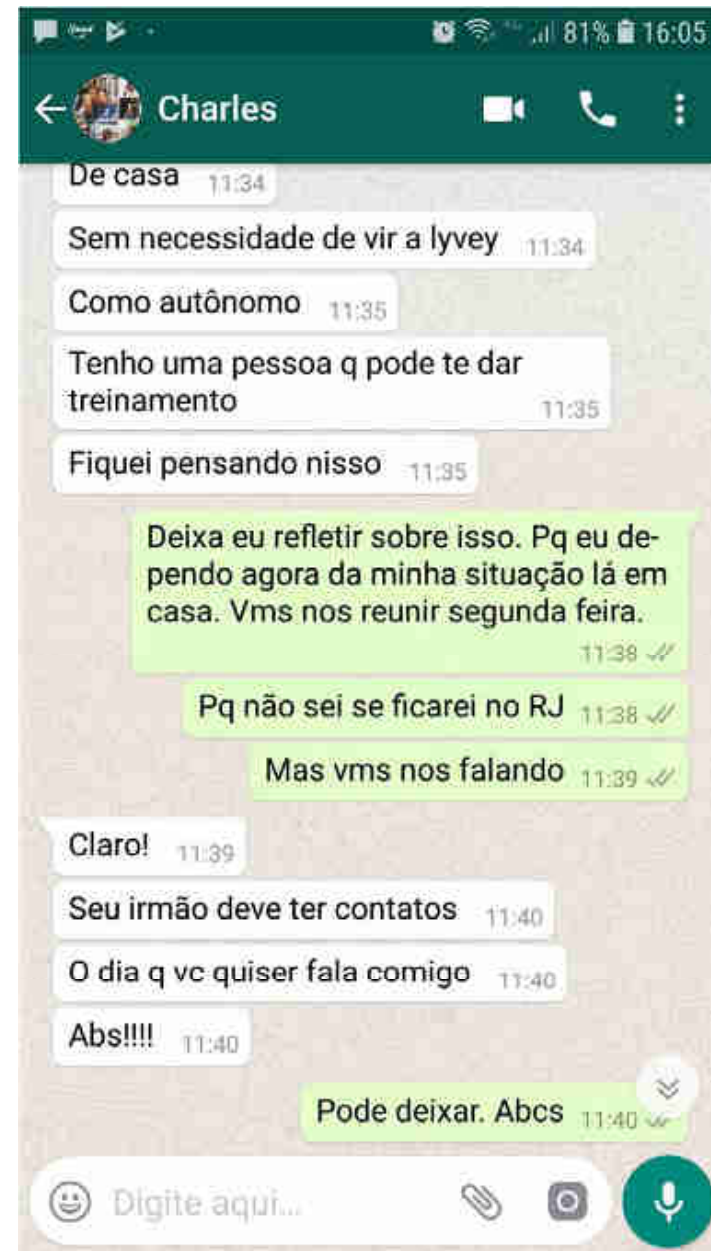 81% 16:05
Charles
De casa 11:34
Sem necessidade de vir a lyvey 11:34
Como autônomo 11:35
Tenho uma pessoa q pode te dar
treinamento 11:35
Fiquei pensando nisso 11:35
Deixa eu refletir sobre isso. Pq eu de-
pendo agora da minha situação lá em
casa. Vms nos reunir segunda feira.
11:38
Pq não sei se ficarei no RJ 11:38
Mas vms nos falando 11:39
Claro! 11:39
Seu irmão deve ter contatos 11:40
O dia q vc quiser fala comigo 11:40
Abs!!!! 11:40
Pode deixar. Abcs 11:40
Digite aqui...